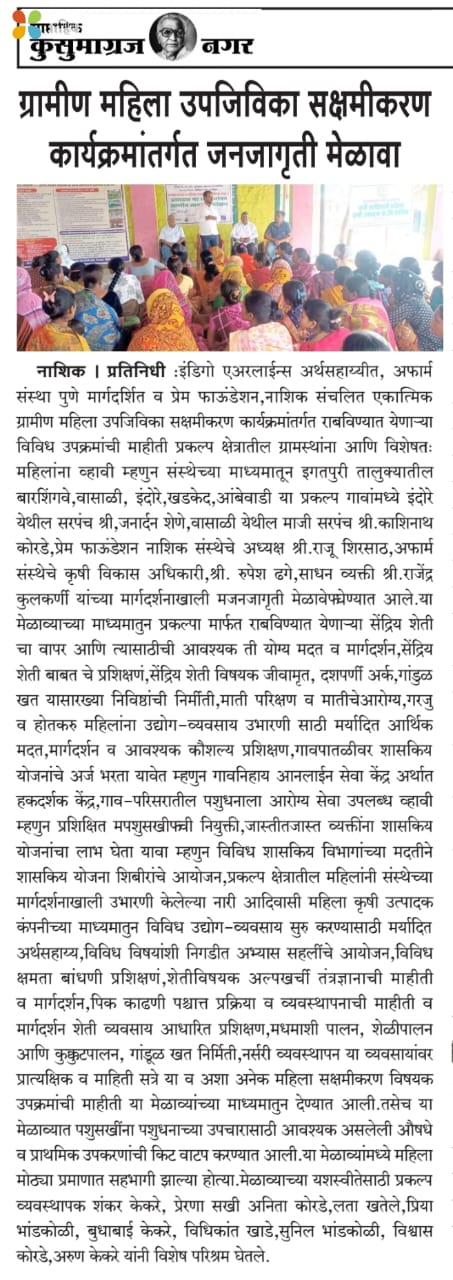 साप्ताहिक
कुसुमाग्रज नगर
ग्रामीण महिला उपजिविका सक्षमीकरण
कार्यक्रमांतर्गत जनजागृती मेळावा
नाशिक । प्रतिनिधी :इंडिगो एअरलाईन्स अर्थसहाय्यीत, अफार्म
संस्था पुणे मार्गदर्शित व प्रेम फाऊंडेशन,नाशिक संचलित एकात्मिक
ग्रामीण महिला उपजिविका सक्षमीकरण कार्यक्रमांतर्गत राबविण्यात येणाऱ्या
विविध उपक्रमांची माहीती प्रकल्प क्षेत्रातील ग्रामस्थांना आणि विशेषतः
महिलांना व्हावी म्हणुन संस्थेच्या माध्यमातून इगतपुरी तालुक्यातील
बारशिंगवे,वासाळी, इंदोरे,खडकेद,आंबेवाडी या प्रकल्प गावांमध्ये इंदोरे
येथील सरपंच श्री,जनार्दन शेणे,वासाळी येथील माजी सरपंच श्री.काशिनाथ
कोरडे,प्रेम फाऊंडेशन नाशिक संस्थेचे अध्यक्ष श्री.राजू शिरसाठ,अफार्म
संस्थेचे कृषी विकास अधिकारी,श्री. रुपेश ढगे,साधन व्यक्ती श्री.राजेंद्र
कुलकर्णी यांच्या मार्गदर्शनाखाली मजनजागृती मेळावेफ्घेण्यात आले.या
मेळाव्याच्या माध्यमातुन प्रकल्पा मार्फत राबविण्यात येणाऱ्या सेंद्रिय शेती
चा वापर आणि त्यासाठीची आवश्यक ती योग्य मदत व मार्गदर्शन,सेंद्रिय
शेती बाबत चे प्रशिक्षणं,सेंद्रिय शेती विषयक जीवामृत, दशपर्णी अर्क,गांडुळ
खत यासारख्या निविष्ठांची निर्मीती,माती परिक्षण व मातीचेआरोग्य,गरजु
व होतकरु महिलांना उद्योग-व्यवसाय उभारणी साठी मर्यादित आर्थिक
मदत,मार्गदर्शन व आवश्यक कौशल्य प्रशिक्षण,गावपातळीवर शासकिय
योजनांचे अर्ज भरता यावेत म्हणुन गावनिहाय आनलाईन सेवा केंद्र अर्थात
हकदर्शक केंद्र,गाव-परिसरातील पशुधनाला आरोग्य सेवा उपलब्ध व्हावी
म्हणुन प्रशिक्षित मपशुसखीफ्ची नियुक्ती,जास्तीतजास्त व्यक्तींना शासकिय
योजनांचा लाभ घेता यावा म्हणुन विविध शासकिय विभागांच्या मदतीने
शासकिय योजना शिबीरांचे आयोजन,प्रकल्प क्षेत्रातील महिलांनी संस्थेच्या
मार्गदर्शनाखाली उभारणी केलेल्या नारी आदिवासी महिला कृषी उत्पादक
कंपनीच्या माध्यमातुन विविध उद्योग-व्यवसाय सुरु करण्यासाठी मर्यादित
अर्थसहाय्य,विविध विषयांशी निगडीत अभ्यास सहलींचे आयोजन,विविध
क्षमता बांधणी प्रशिक्षणं,शेतीविषयक अल्पखर्ची तंत्रज्ञानाची माहीती
व मार्गदर्शन,पिक काढणी पश्चात्त प्रक्रिया व व्यवस्थापनाची माहीती व
मार्गदर्शन शेती व्यवसाय आधारित प्रशिक्षण,मधमाशी पालन, शेळीपालन
आणि कुक्कुटपालन, गांडूळ खत निर्मिती,नर्सरी व्यवस्थापन या व्यवसायांवर
प्रात्यक्षिक व माहिती सत्रे या व अशा अनेक महिला सक्षमीकरण विषयक
उपक्रमांची माहीती या मेळाव्यांच्या माध्यमातुन देण्यात आली.तसेच या
मेळाव्यात पशुसखींना पशुधनाच्या उपचारासाठी आवश्यक असलेली औषधे
व प्राथमिक उपकरणांची किट वाटप करण्यात आली.या मेळाव्यांमध्ये महिला
मोठ्या प्रमाणात सहभागी झाल्या होत्या.मेळाव्याच्या यशस्वीतेसाठी प्रकल्प
व्यवस्थापक शंकर केकरे, प्रेरणा सखी अनिता कोरडे,लता खतेले,प्रिया
भांडकोळी, बुधाबाई केकरे, विधिकांत खाडे,सुनिल भांडकोळी, विश्वास
कोरडे,अरुण केकरे यांनी विशेष परिश्रम घेतले.